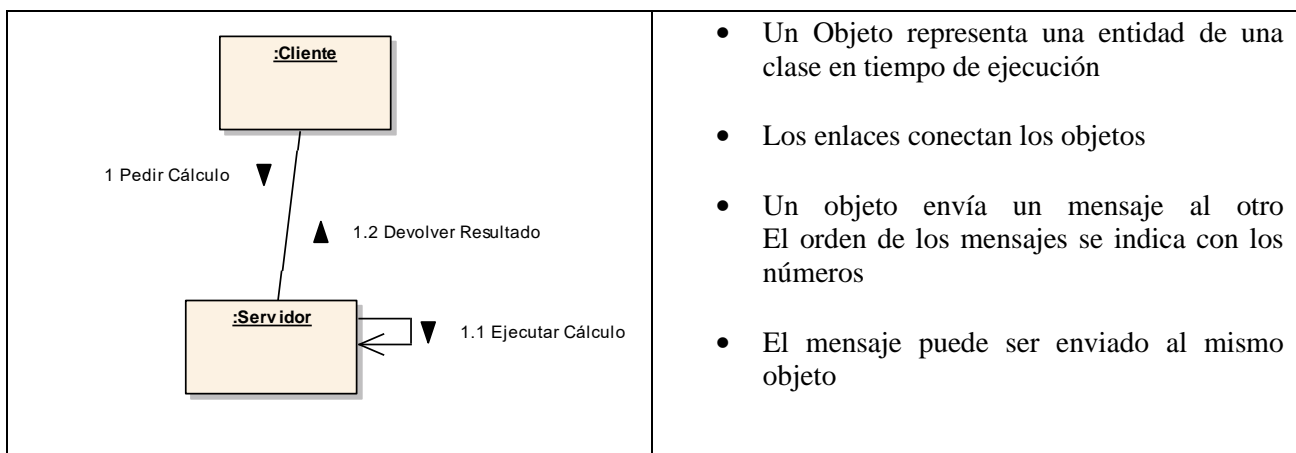 :Cliente
1 Pedir Cálculo
1.2 Devolver Resultado
:Servidor
1.1 Ejecutar Cálculo
• Un Objeto representa una entidad de una
clase en tiempo de ejecución
• Los enlaces conectan los objetos
• Un objeto envía un mensaje al otro
El orden de los mensajes se indica con los
números
• El mensaje puede ser enviado al mismo
objeto